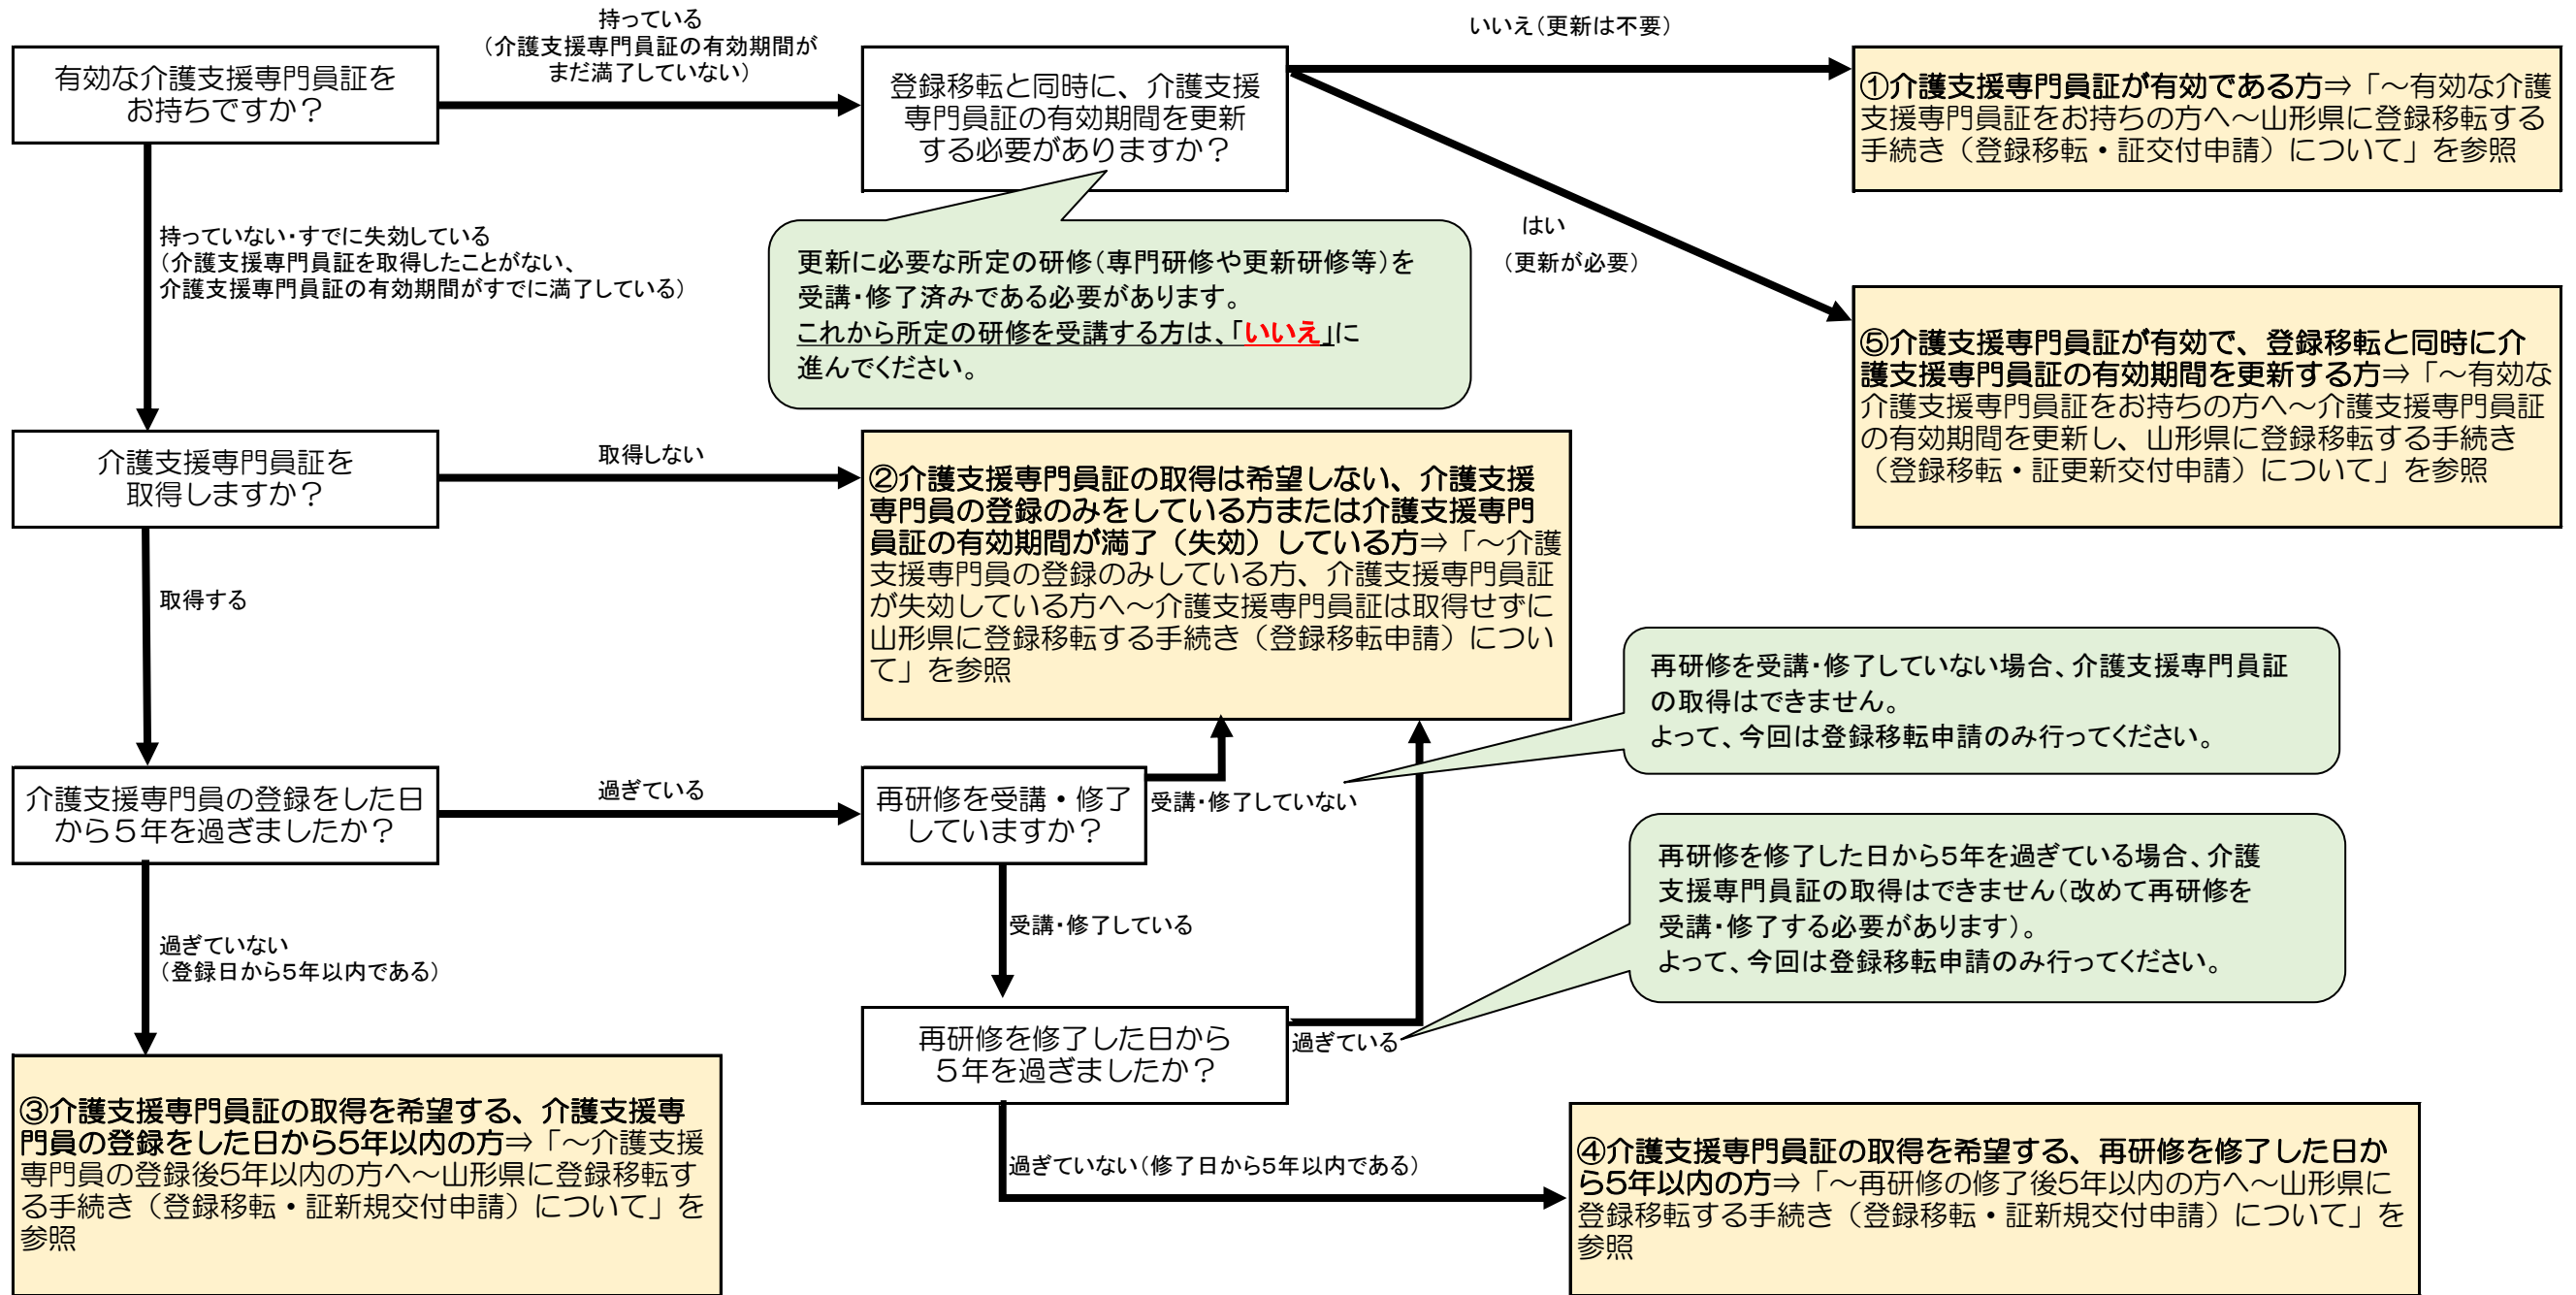 持っている
（介護支援専門員証の有効期間が
まだ満了していない）
いいえ（更新は不要）
有効な介護支援専門員証を
お持ちですか？
登録移転と同時に、介護支援
専門員証の有効期間を更新
する必要がありますか？
①介護支援専門員証が有効である方⇒「～有効な介護
支援専門員証をお持ちの方へ～山形県に登録移転する
手続き（登録移転・証交付申請）について」を参照
はい
（更新が必要）
持っていない・すでに失効している
（介護支援専門員証を取得したことがない、
介護支援専門員証の有効期間がすでに満了している）
更新に必要な所定の研修（専門研修や更新研修等）を
受講・修了済みである必要があります。
これから所定の研修を受講する方は、「いいえ」に
進んでください。
⑤介護支援専門員証が有効で、登録移転と同時に介
護支援専門員証の有効期間を更新する方⇒「～有効な
介護支援専門員証をお持ちの方へ～介護支援専門員証
の有効期間を更新し、山形県に登録移転する手続き
（登録移転・証更新交付申請）について」を参照
介護支援専門員証を
取得しますか？
取得しない
②介護支援専門員証の取得は希望しない、介護支援
専門員の登録のみをしている方または介護支援専門
員証の有効期間が満了（失効）している方⇒「～介護
支援専門員の登録のみしている方、介護支援専門員証
が失効している方へ～介護支援専門員証は取得せずに
山形県に登録移転する手続き（登録移転申請）につい
て」を参照
取得する
再研修を受講・修了していない場合、介護支援専門員証
の取得はできません。
よって、今回は登録移転申請のみ行ってください。
介護支援専門員の登録をした日
から５年を過ぎましたか？
過ぎている
再研修を受講・修了
していますか？
受講・修了していない
再研修を修了した日から5年を過ぎている場合、介護
支援専門員証の取得はできません（改めて再研修を
受講・修了する必要があります）。
よって、今回は登録移転申請のみ行ってください。
受講・修了している
過ぎていない
（登録日から5年以内である）
再研修を修了した日から
５年を過ぎましたか？
過ぎている
③介護支援専門員証の取得を希望する、介護支援専
門員の登録をした日から5年以内の方⇒「～介護支援
専門員の登録後5年以内の方へ～山形県に登録移転す
る手続き（登録移転・証新規交付申請）について」を
参照
過ぎていない（修了日から5年以内である）
④介護支援専門員証の取得を希望する、再研修を修了した日か
ら5年以内の方⇒「～再研修の修了後5年以内の方へ～山形県に
登録移転する手続き（登録移転・証新規交付申請）について」を
参照